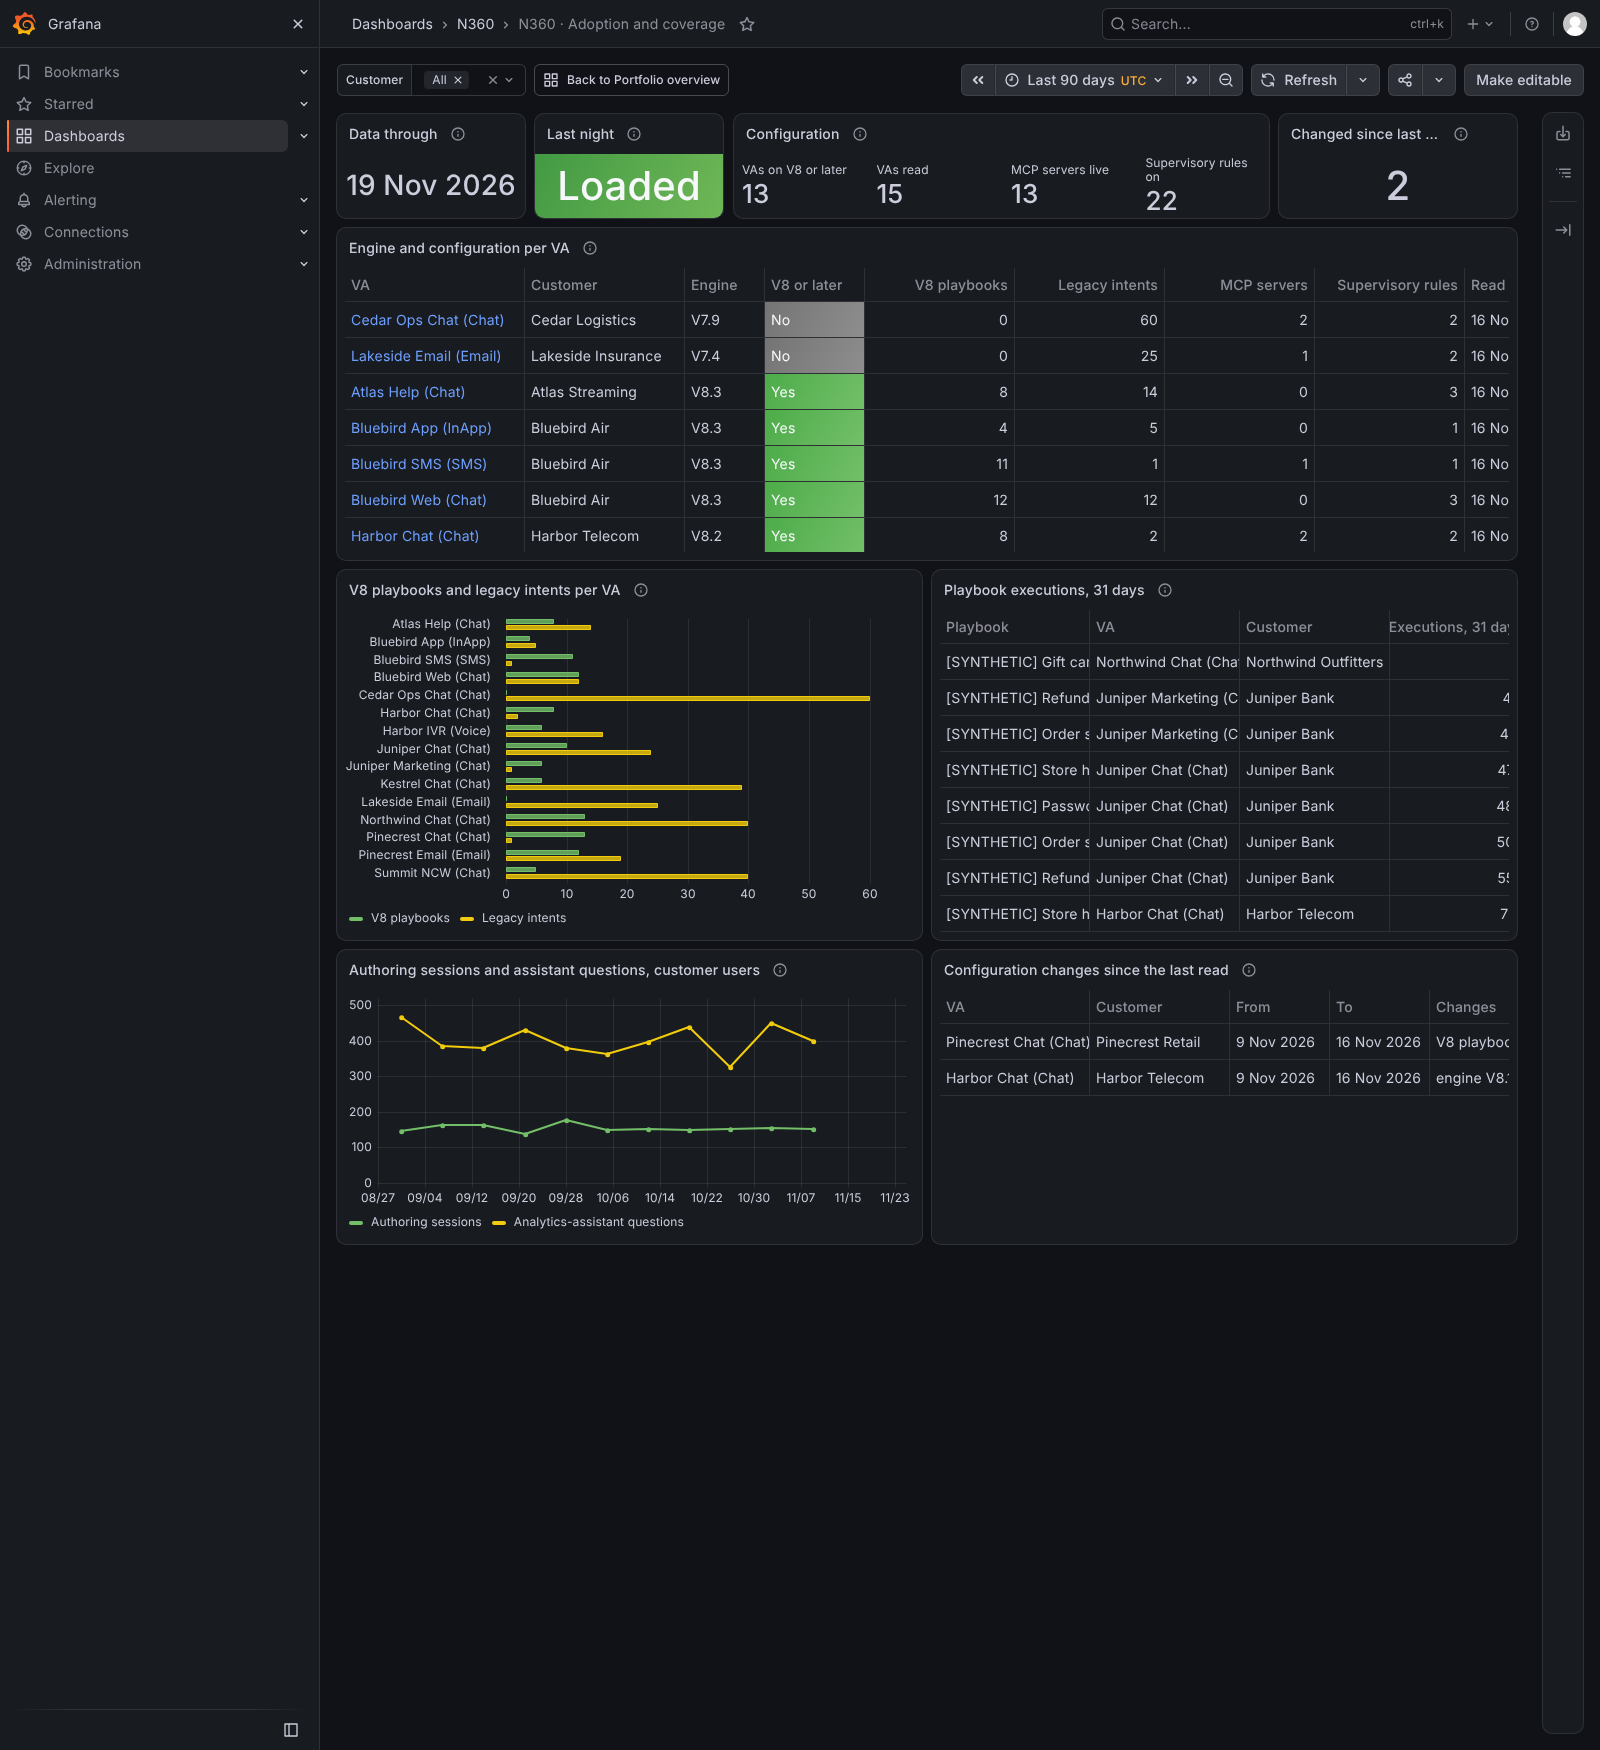 Grafana
Dashboards
N360
N360 · Adoption and coverage
Search...
ctrl+k
Bookmarks
Starred
Dashboards
Explore
Alerting
Connections
Administration
Customer
All
Back to Portfolio overview
Last 90 days UTC
Refresh
Make editable
Data through
19 Nov 2026
Last night
Loaded
Configuration
VAs on V8 or later
13
VAs read
15
MCP servers live
13
Supervisory rules
on
22
Changed since last ...
2
Engine and configuration per VA
VA Customer Engine V8 or later V8 playbooks Legacy intents MCP servers Supervisory rules Read
Cedar Ops Chat (Chat) Cedar Logistics V7.9 No 0 60 2 2 16 No
Lakeside Email (Email) Lakeside Insurance V7.4 No 0 25 1 2 16 No
Atlas Help (Chat) Atlas Streaming V8.3 Yes 8 14 0 3 16 No
Bluebird App (InApp) Bluebird Air V8.3 Yes 4 5 0 1 16 No
Bluebird SMS (SMS) Bluebird Air V8.3 Yes 11 1 1 1 16 No
Bluebird Web (Chat) Bluebird Air V8.3 Yes 12 12 0 3 16 No
Harbor Chat (Chat) Harbor Telecom V8.2 Yes 8 2 2 2 16 No
V8 playbooks and legacy intents per VA
Atlas Help (Chat)
Bluebird App (InApp)
Bluebird SMS (SMS)
Bluebird Web (Chat)
Cedar Ops Chat (Chat)
Harbor Chat (Chat)
Harbor IVR (Voice)
Juniper Chat (Chat)
Juniper Marketing (Chat)
Kestrel Chat (Chat)
Lakeside Email (Email)
Northwind Chat (Chat)
Pinecrest Chat (Chat)
Pinecrest Email (Email)
Summit NCW (Chat)
0 10 20 30 40 50 60
V8 playbooks Legacy intents
Playbook executions, 31 days
Playbook VA Customer Executions, 31 day
[SYNTHETIC] Gift car Northwind Chat (Cha Northwind Outfitters
[SYNTHETIC] Refund Juniper Marketing (C Juniper Bank 4
[SYNTHETIC] Order s Juniper Marketing (C Juniper Bank 4
[SYNTHETIC] Store h Juniper Chat (Chat) Juniper Bank 47
[SYNTHETIC] Passwo Juniper Chat (Chat) Juniper Bank 48
[SYNTHETIC] Order s Juniper Chat (Chat) Juniper Bank 50
[SYNTHETIC] Refund Juniper Chat (Chat) Juniper Bank 55
[SYNTHETIC] Store h Harbor Chat (Chat) Harbor Telecom 7
Authoring sessions and assistant questions, customer users
500
400
300
200
100
0
08/27 09/04 09/12 09/20 09/28 10/06 10/14 10/22 10/30 11/07 11/15 11/23
Authoring sessions Analytics-assistant questions
Configuration changes since the last read
VA Customer From To Changes
Pinecrest Chat (Chat) Pinecrest Retail 9 Nov 2026 16 Nov 2026 V8 playboo
Harbor Chat (Chat) Harbor Telecom 9 Nov 2026 16 Nov 2026 engine V8.